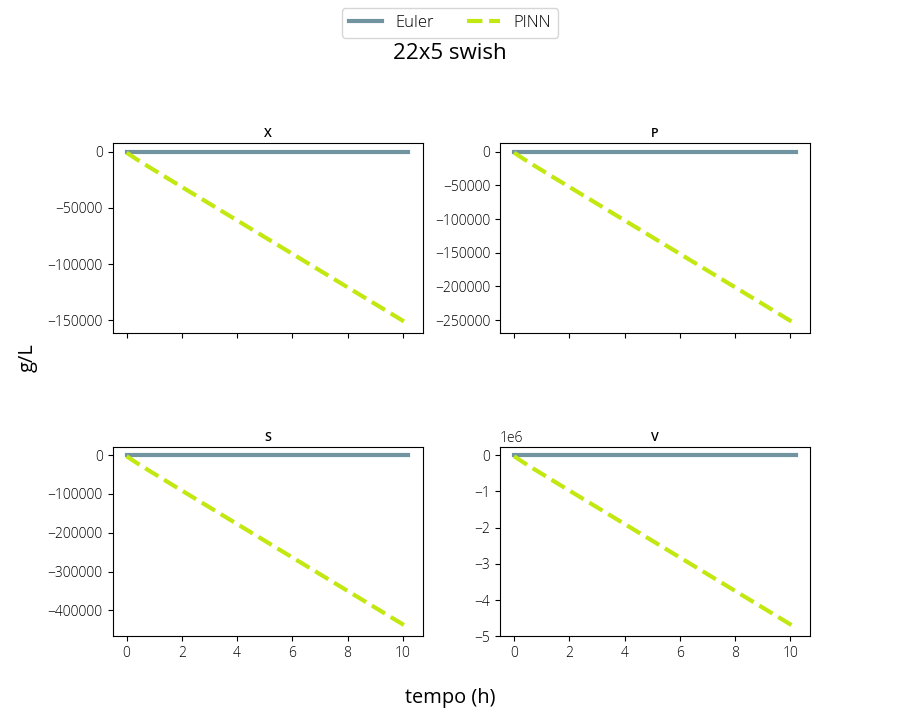 Euler PINN
22x5 swish
X
0
−50000
−100000
−150000
P
0
−50000
−100000
−150000
−200000
−250000
g/L
S
0
−100000
−200000
−300000
−400000
0 2 4 6 8 10
V
1e6
0
−1
−2
−3
−4
−5
0 2 4 6 8 10
tempo (h)